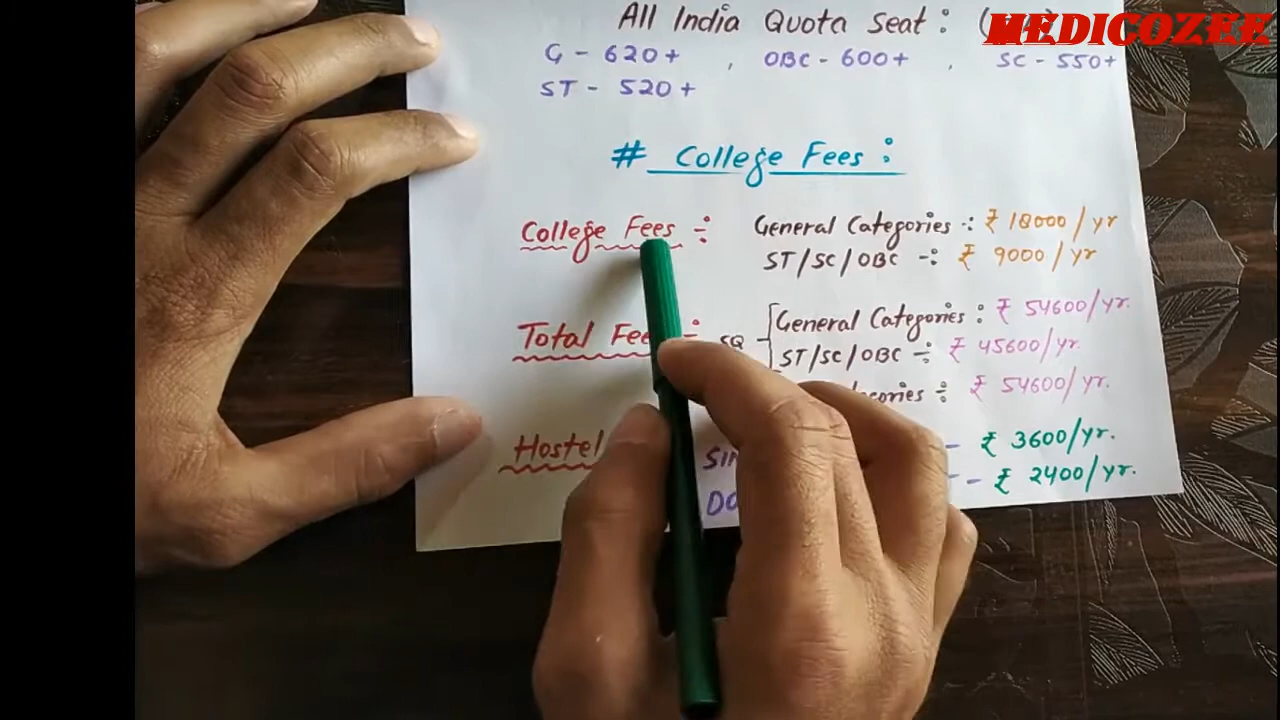 All India Quota Seat :
MEDICOZEE
G - 620+ , OBC - 600+ , SC - 550+
ST - 520+
# College Fees :
College Fees ÷ General Categories -: ₹ 18000/yr
ST/SC/OBC -: ₹ 9000/yr
Total SQ General Categories : ₹ 54600/yr.
ST/SC/OBC ÷ ₹ 45600/yr.
₹ 54600/yr.
Hostel - ₹ 3600/yr.
-- ₹ 2400/yr.